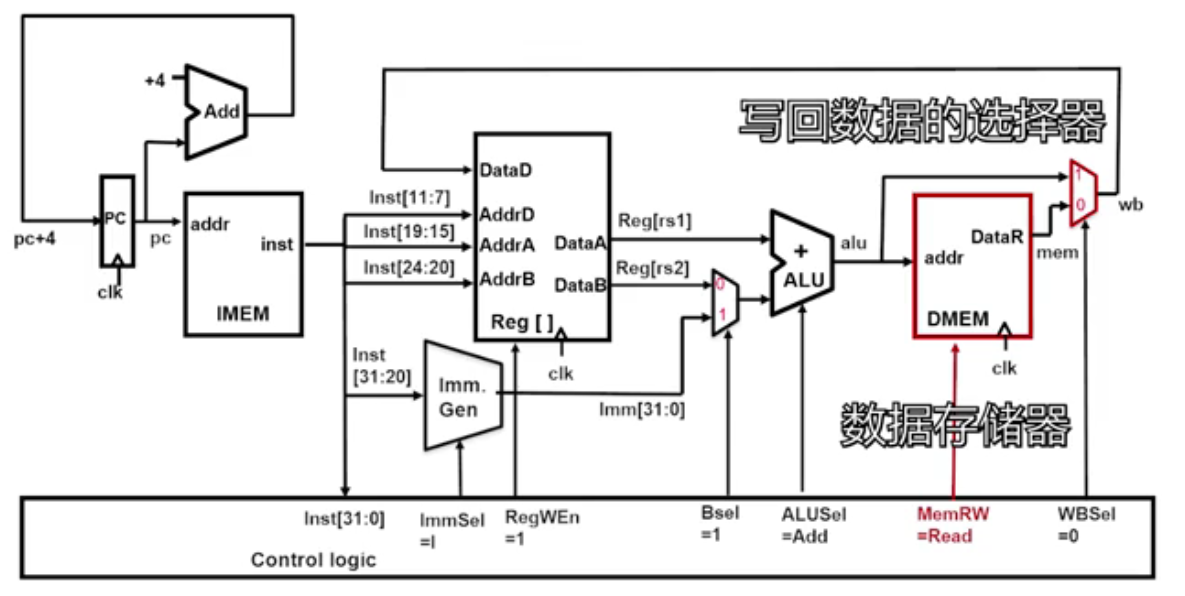 +4
Add
写回数据的选择器
DataD
Inst[11:7]
AddrD
Inst[19:15]
AddrA
Inst[24:20]
AddrB
DataA
DataB
Reg[rs1]
Reg[rs2]
Reg [ ]
clk
PC
pc+4
pc
clk
addr
inst
IMEM
0
1
+
ALU
alu
addr
DataR
DMEM
clk
mem
1
0
wb
Inst
[31:20]
Imm.
Gen
Imm[31:0]
数据存储器
Inst[31:0]
ImmSel
=I
RegWEn
=1
Bsel
=1
ALUSel
=Add
MemRW
=Read
WBSel
=0
Control logic